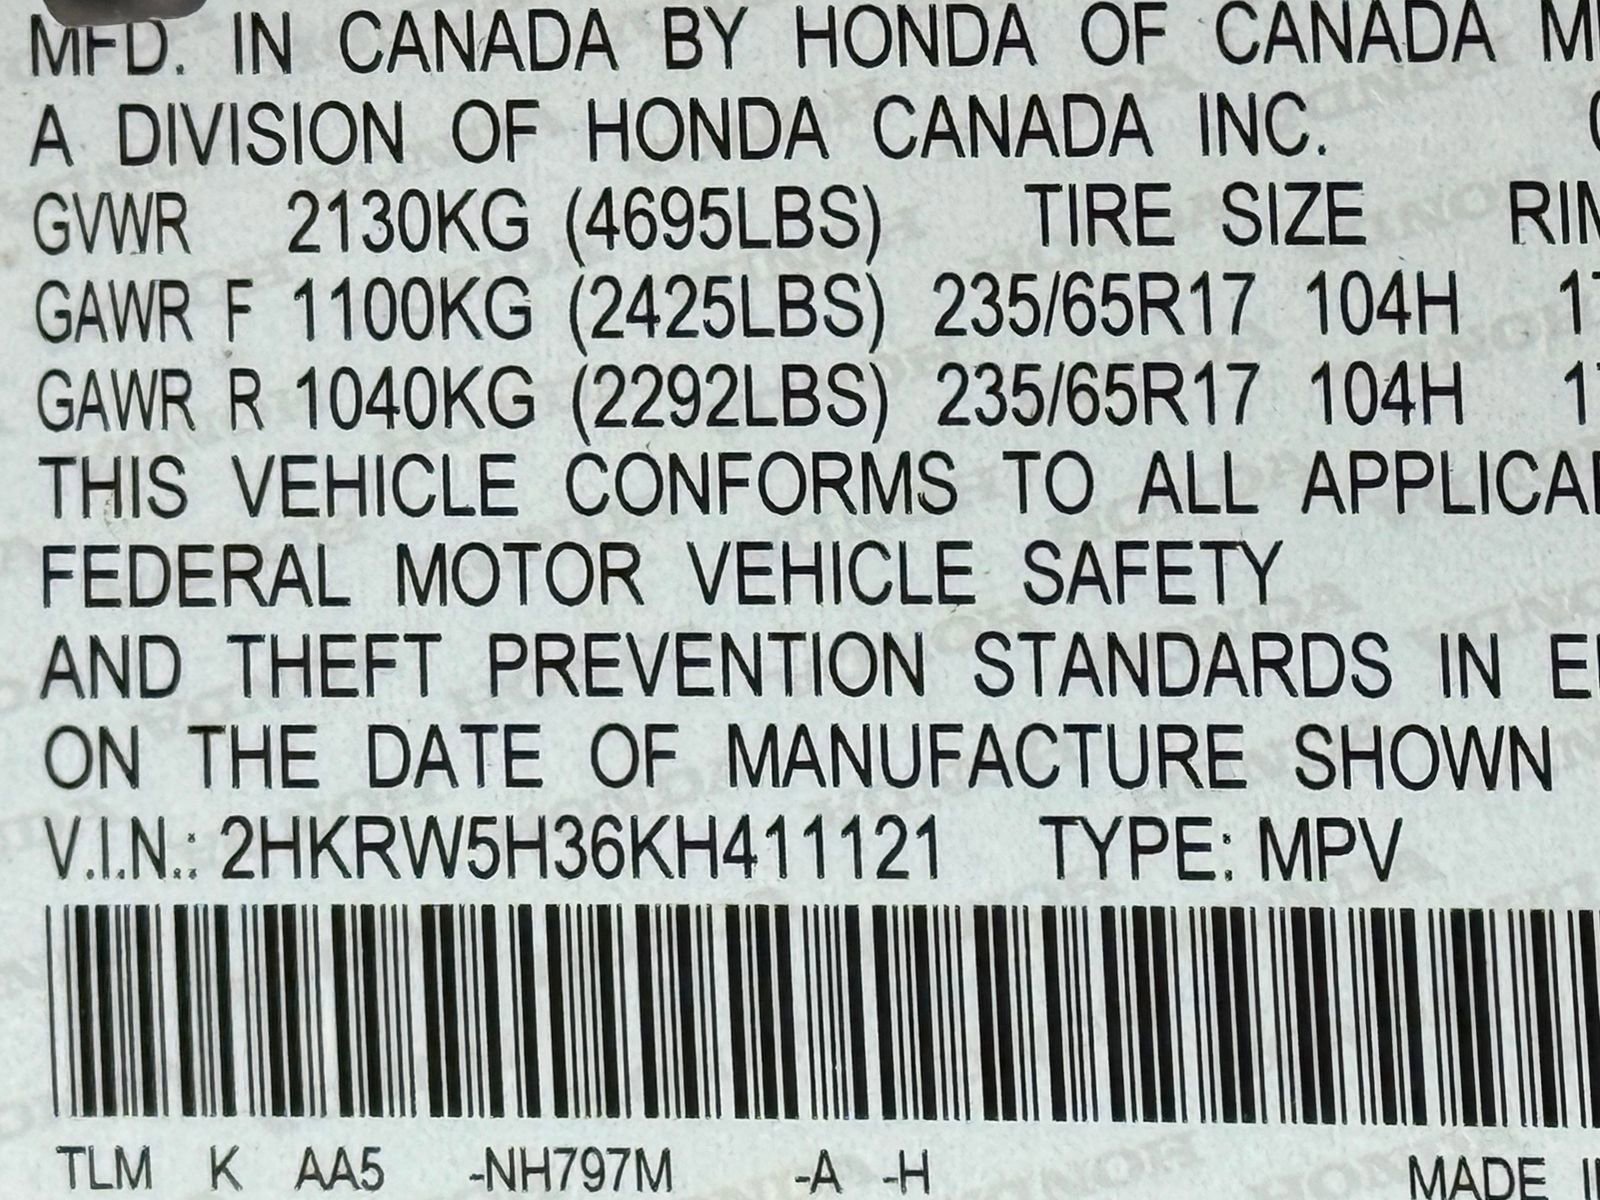 MFD. IN CANADA BY HONDA OF CANADA
A DIVISION OF HONDA CANADA INC.
GVWR 2130KG (4695LBS) TIRE SIZE
GAWR F 1100KG (2425LBS) 235/65R17 104H
GAWR R 1040KG (2292LBS) 235/65R17 104H
THIS VEHICLE CONFORMS TO ALL
FEDERAL MOTOR VEHICLE SAFETY
AND THEFT PREVENTION STANDARDS IN
ON THE DATE OF MANUFACTURE SHOWN
V.I.N.: 2HKRW5H36KH411121 TYPE: MPV
TLM K AA5 -NH797M -A -H MADE